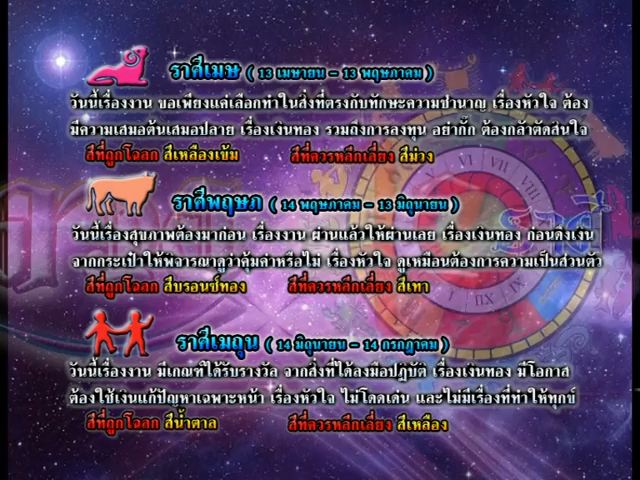 ราศีเมษ ( 13 เมษายน - 13 พฤษภาคม )
วันนี้เรื่องงาน ขอเพียงแค่เลือกทำในสิ่งที่ตรงกับทักษะความชำนาญ เรื่องหัวใจ ต้อง
มีความเสมอต้นเสมอปลาย เรื่องเงินทอง รวมถึงการลงทุน อย่ากั๊ก ต้องกล้าตัดสินใจ
สีที่ถูกโฉลก สีเหลืองเข้ม สีที่ควรหลีกเลี่ยง สีม่วง
ราศีพฤษภ ( 14 พฤษภาคม - 13 มิถุนายน )
วันนี้เรื่องสุขภาพต้องมาก่อน เรื่องงาน ผ่านแล้วให้ผ่านเลย เรื่องเงินทอง ก่อนดึงเงิน
จากกระเป๋าให้พิจารณาดูว่าคุ้มค่าหรือไม่ เรื่องหัวใจ ดูเหมือนต้องการความเป็นส่วนตัว
สีที่ถูกโฉลก สีบรอนซ์ทอง สีที่ควรหลีกเลี่ยง สีเทา
ราศีเมถุน ( 14 มิถุนายน - 14 กรกฎาคม )
วันนี้เรื่องงาน มีเกณฑ์ได้รับรางวัล จากสิ่งที่ได้ลงมือปฏิบัติ เรื่องเงินทอง มีโอกาส
ต้องใช้เงินแก้ปัญหาเฉพาะหน้า เรื่องหัวใจ ไม่โดดเด่น และไม่มีเรื่องที่ทำให้ทุกข์
สีที่ถูกโฉลก สีน้ำตาล สีที่ควรหลีกเลี่ยง สีเหลือง